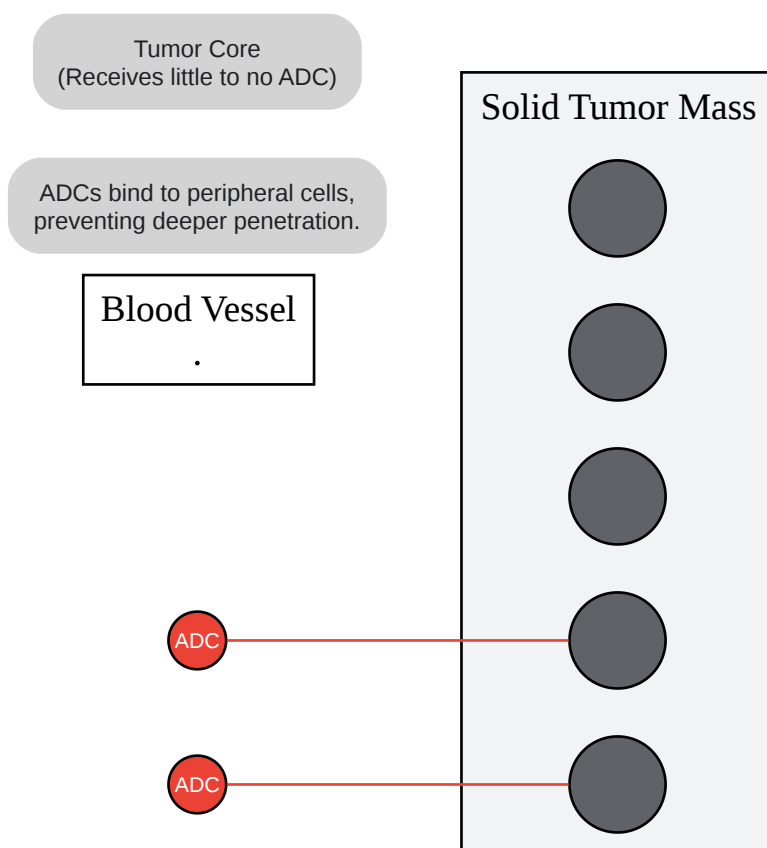 Tumor Core
(Receives little to no ADC)
Solid Tumor Mass
ADCs bind to peripheral cells,
preventing deeper penetration.
Blood Vessel
.
ADC
ADC